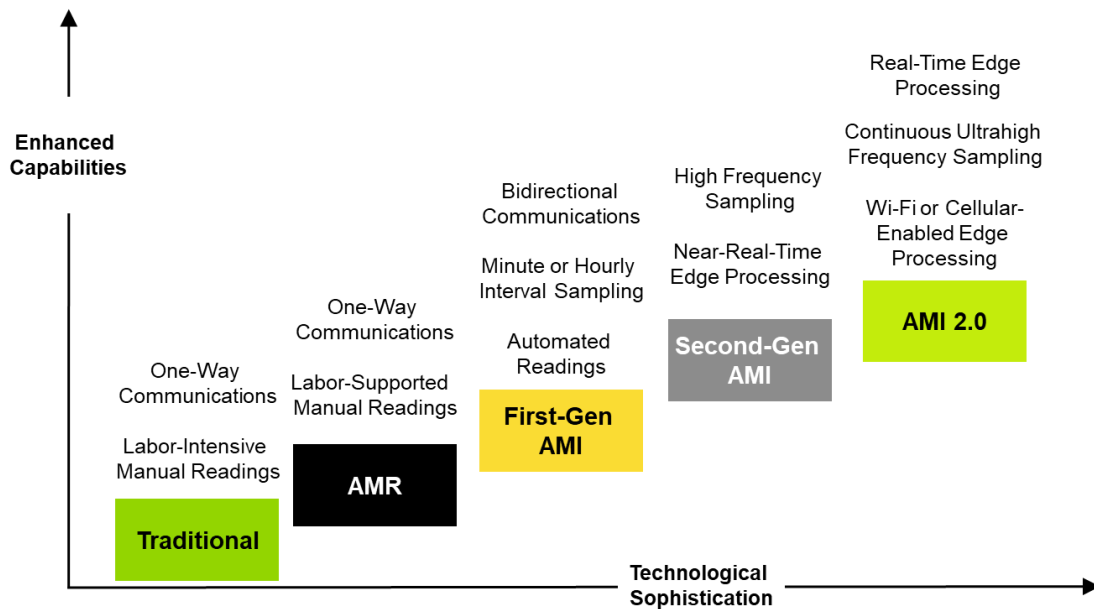 Enhanced
Capabilities
One-Way
Communications
Labor-Intensive
Manual Readings
Traditional
One-Way
Communications
Labor-Supported
Manual Readings
AMR
Bidirectional
Communications
Minute or Hourly
Interval Sampling
Automated
Readings
First-Gen
AMI
High Frequency
Sampling
Near-Real-Time
Edge Processing
Second-Gen
AMI
Real-Time Edge
Processing
Continuous Ultrahigh
Frequency Sampling
Wi-Fi or Cellular-
Enabled Edge
Processing
AMI 2.0
Technological
Sophistication